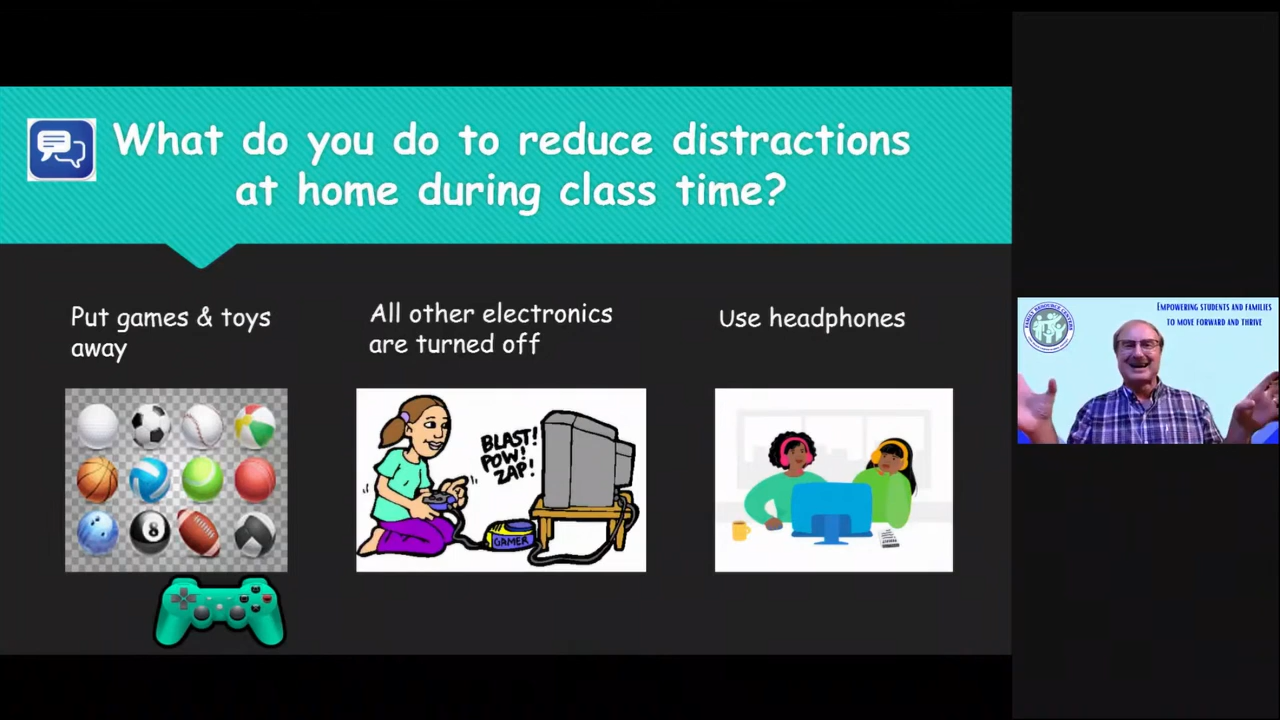 What do you do to reduce distractions
at home during class time?
Put games & toys
away
All other electronics
are turned off
Use headphones
BLAST!
POW!
ZAP!
GAMER
8
Empowering students and families
to move forward and thrive